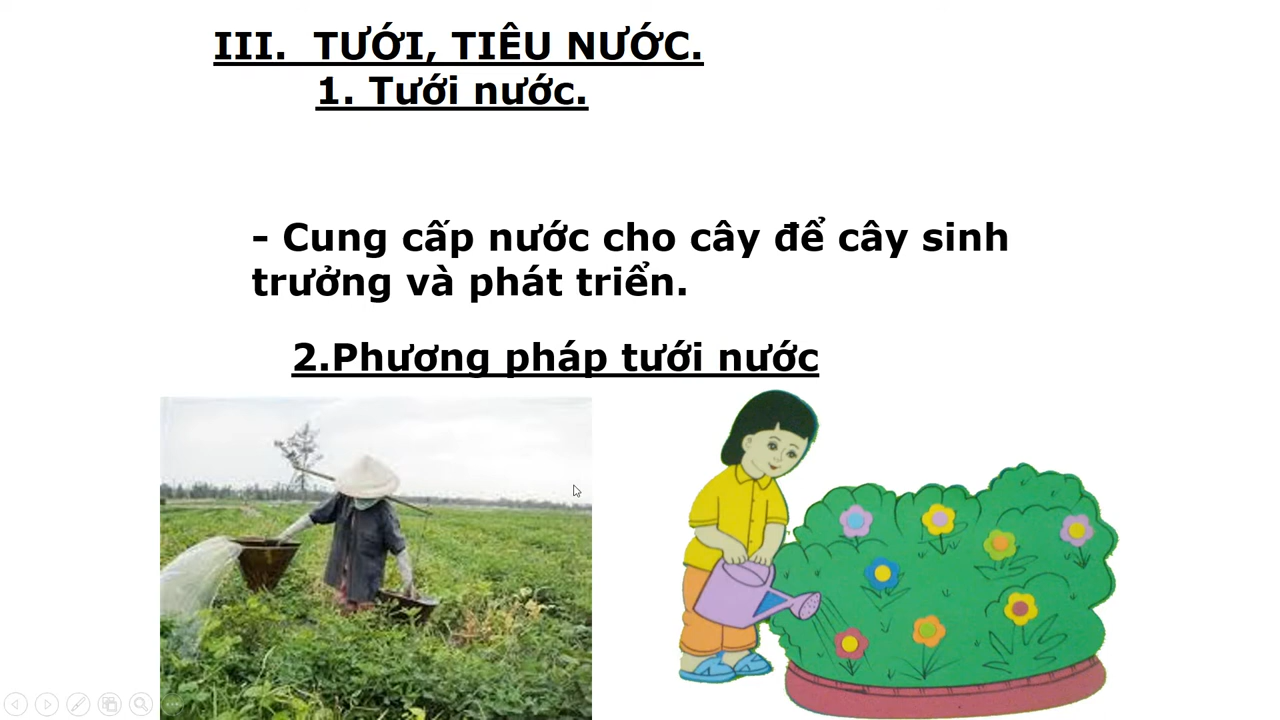 III. TƯỚI, TIÊU NƯỚC.
1. Tưới nước.
- Cung cấp nước cho cây để cây sinh
trưởng và phát triển.
2.Phương pháp tưới nước